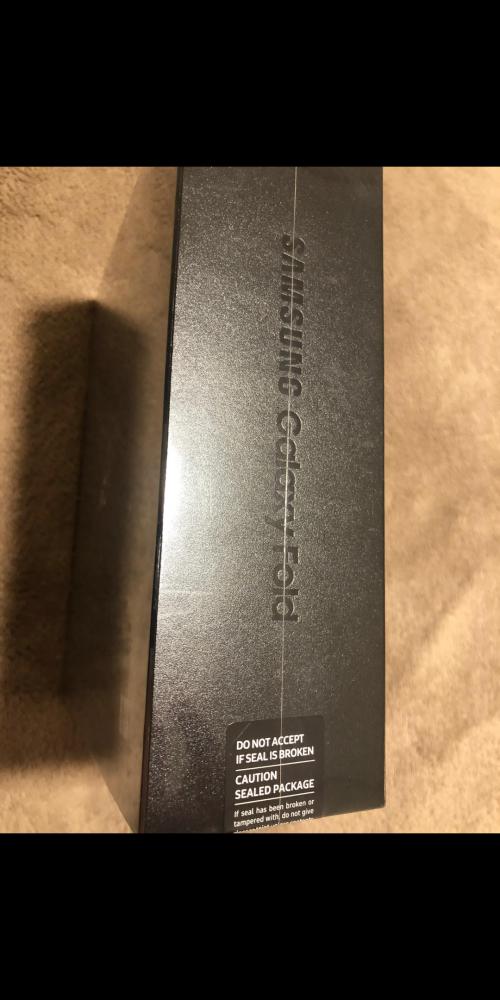 SAMSUNG Galaxy Fold
DO NOT ACCEPT
IF SEAL IS BROKEN
CAUTION
SEALED PACKAGE
If seal has been broken or
tampered with, do not give